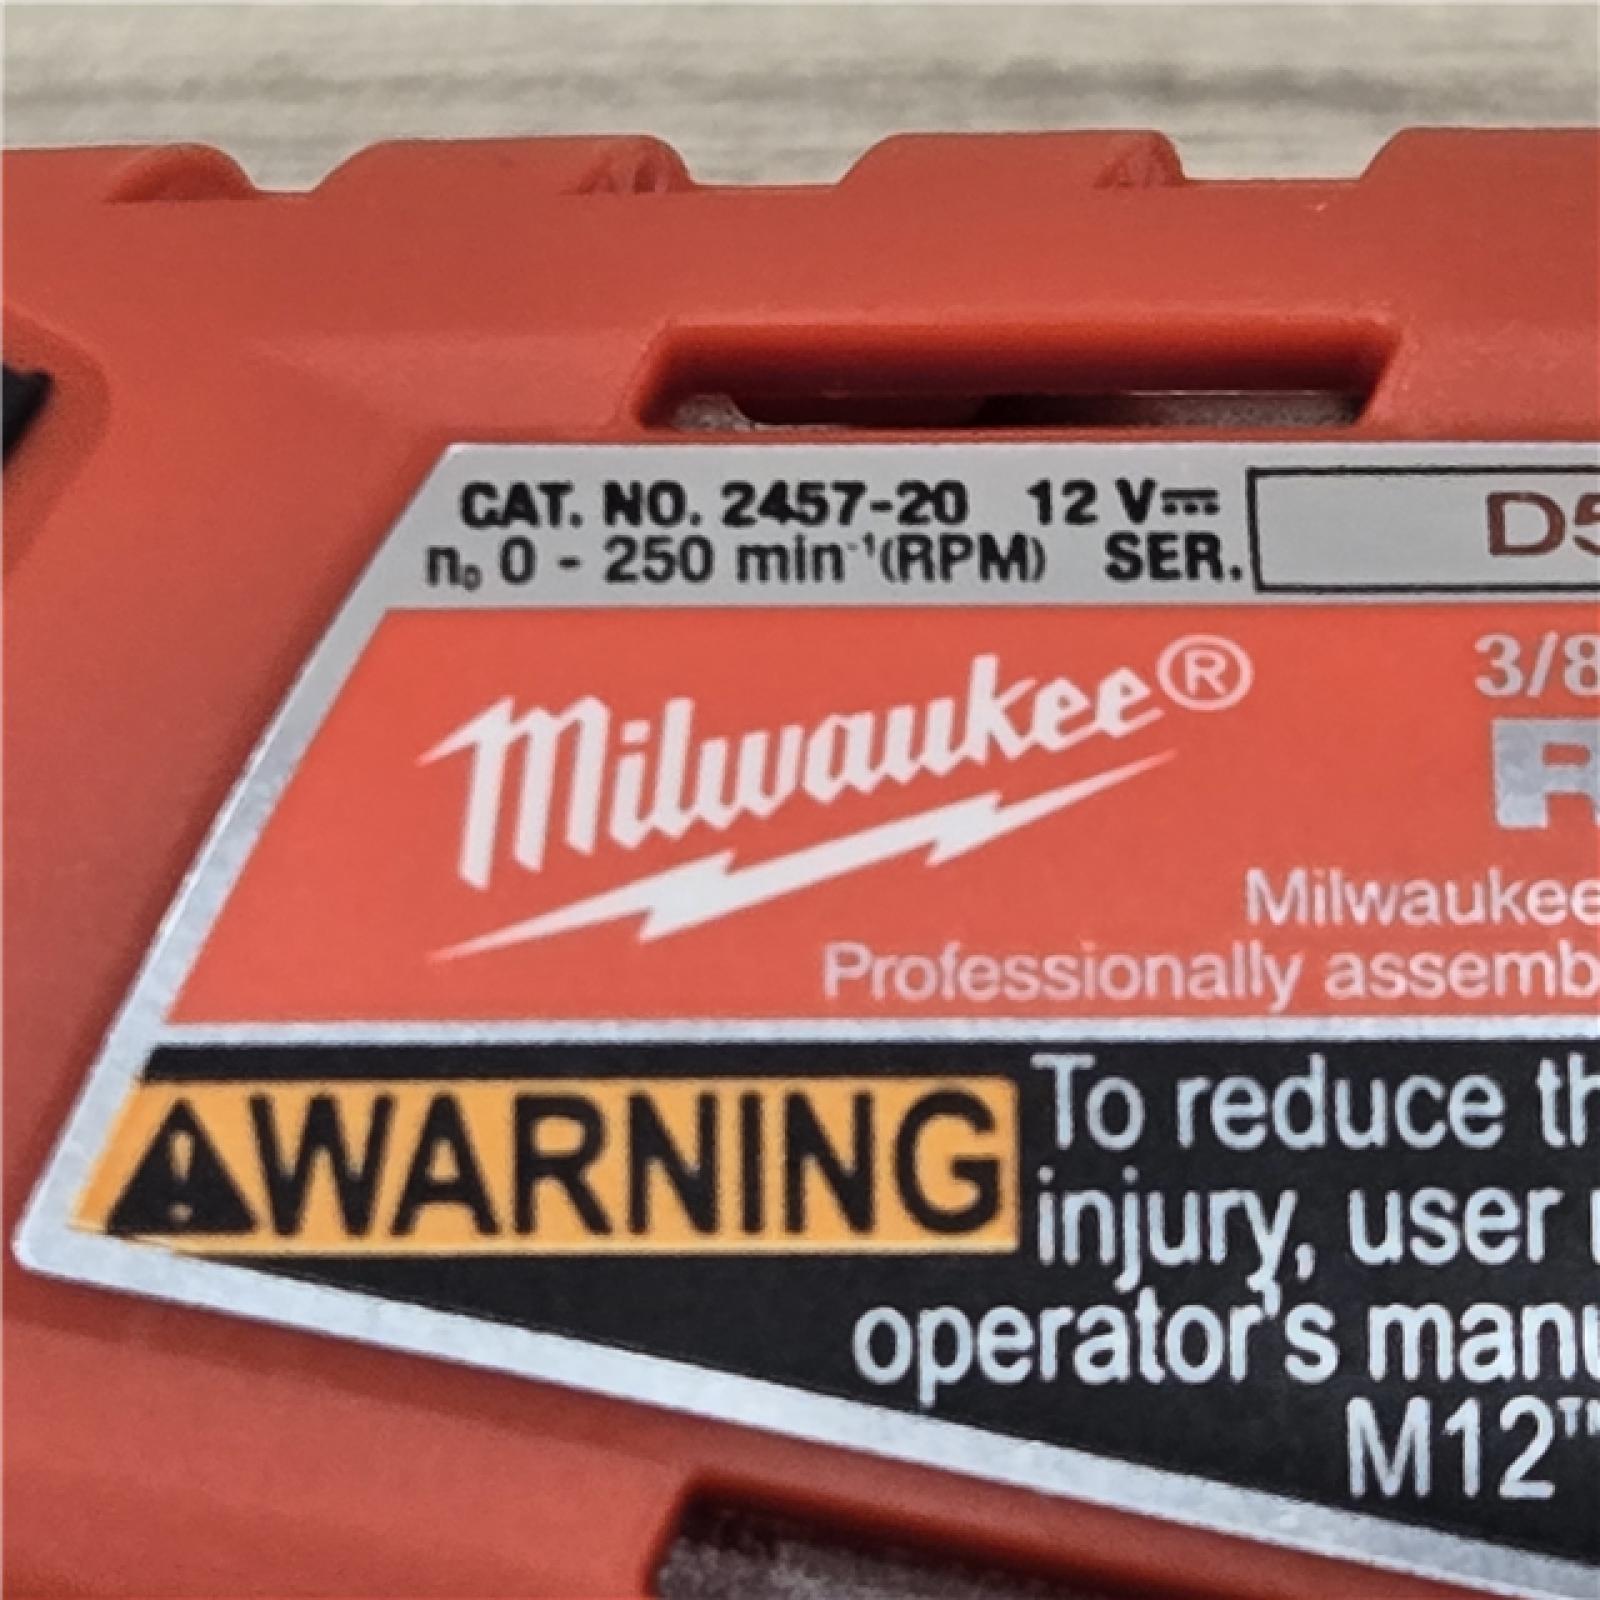 CAT. NO. 2457-20 12 V⎓
n₀ 0 - 250 min⁻¹(RPM) SER. D5
3/8
Milwaukee®
R
Milwaukee
Professionally assemb
⚠WARNING
To reduce th
injury, user
operator's manu
M12™